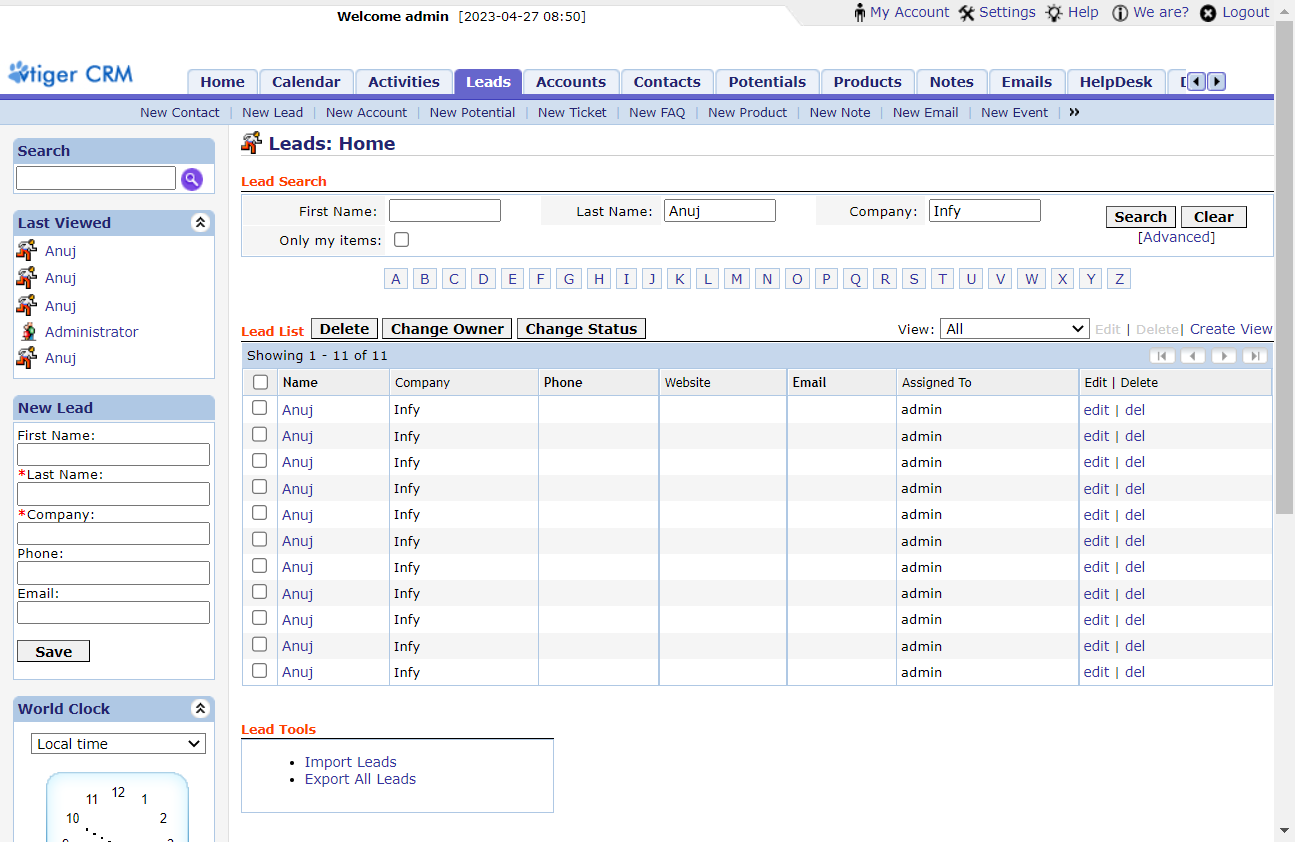 Welcome admin [2023-04-27 08:50]
My Account Settings Help We are? Logout
vtiger CRM
Home Calendar Activities Leads Accounts Contacts Potentials Products Notes Emails HelpDesk
New Contact | New Lead | New Account | New Potential | New Ticket | New FAQ | New Product | New Note | New Email | New Event | »
Search
Last Viewed
Anuj
Anuj
Anuj
Administrator
Anuj
New Lead
First Name:
*Last Name:
*Company:
Phone:
Email:
Save
World Clock
Local time
12
11 1
10 2
Leads: Home
Lead Search
First Name: Last Name: Anuj Company: Infy Search Clear
Only my items: [Advanced]
A B C D E F G H I J K L M N O P Q R S T U V W X Y Z
Lead List Delete Change Owner Change Status View: All Edit | Delete | Create View
Showing 1 - 11 of 11
Name Company Phone Website Email Assigned To Edit | Delete
Anuj Infy admin edit | del
Anuj Infy admin edit | del
Anuj Infy admin edit | del
Anuj Infy admin edit | del
Anuj Infy admin edit | del
Anuj Infy admin edit | del
Anuj Infy admin edit | del
Anuj Infy admin edit | del
Anuj Infy admin edit | del
Anuj Infy admin edit | del
Anuj Infy admin edit | del
Lead Tools
• Import Leads
• Export All Leads